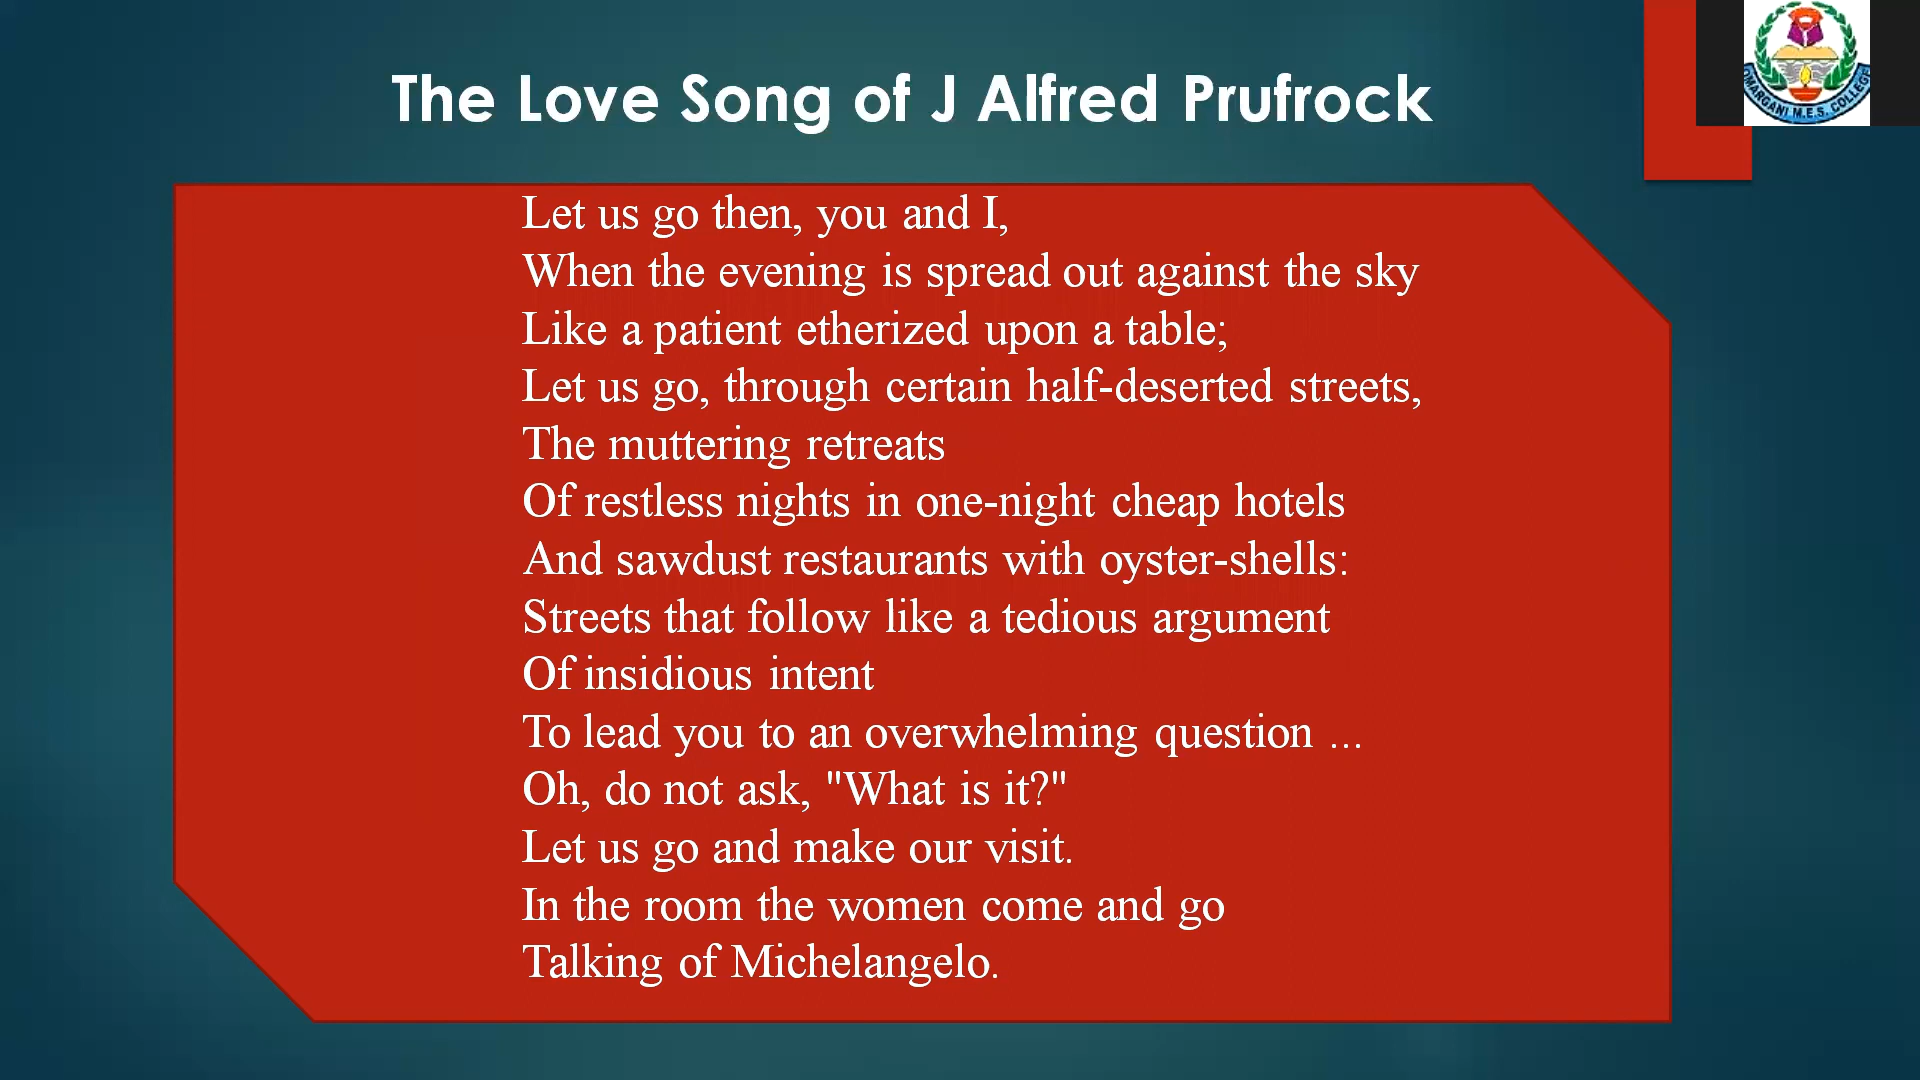 The Love Song of J Alfred Prufrock
Let us go then, you and I,
When the evening is spread out against the sky
Like a patient etherized upon a table;
Let us go, through certain half-deserted streets,
The muttering retreats
Of restless nights in one-night cheap hotels
And sawdust restaurants with oyster-shells:
Streets that follow like a tedious argument
Of insidious intent
To lead you to an overwhelming question ...
Oh, do not ask, "What is it?"
Let us go and make our visit.
In the room the women come and go
Talking of Michelangelo.
M.E.S. COLLEGE